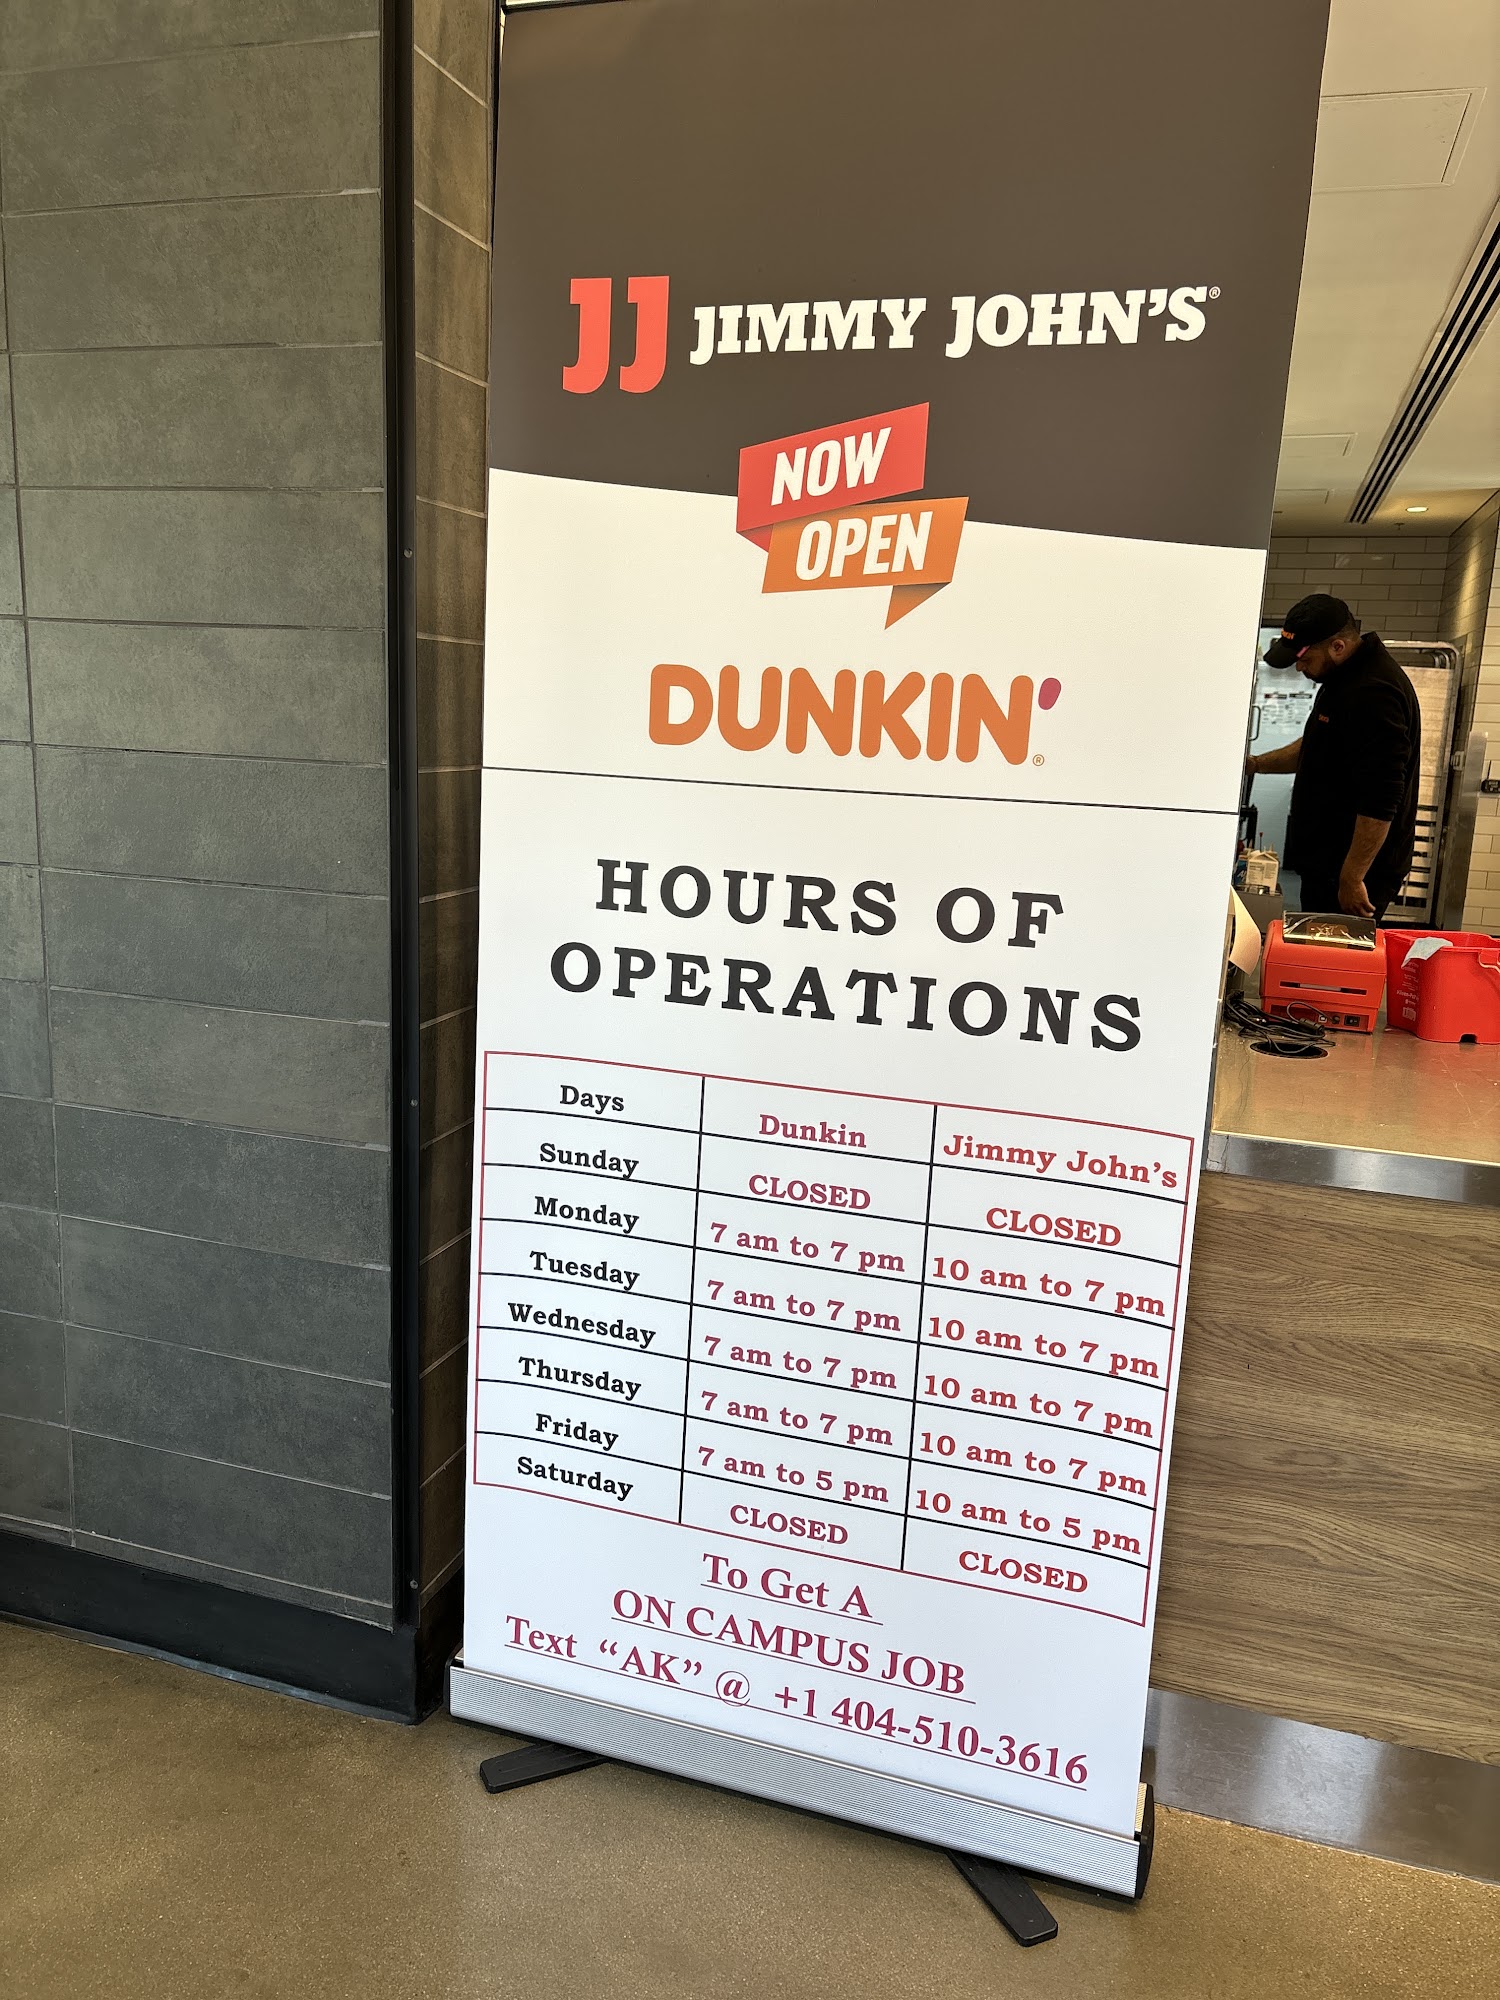 JJ JIMMY JOHN'S®
NOW
OPEN
DUNKIN'®
HOURS OF
OPERATIONS
Days Dunkin Jimmy John's
Sunday CLOSED CLOSED
Monday 7 am to 7 pm 10 am to 7 pm
Tuesday 7 am to 7 pm 10 am to 7 pm
Wednesday 7 am to 7 pm 10 am to 7 pm
Thursday 7 am to 7 pm 10 am to 7 pm
Friday 7 am to 5 pm 10 am to 5 pm
Saturday CLOSED CLOSED
To Get A
ON CAMPUS JOB
Text “AK” @ +1 404-510-3616